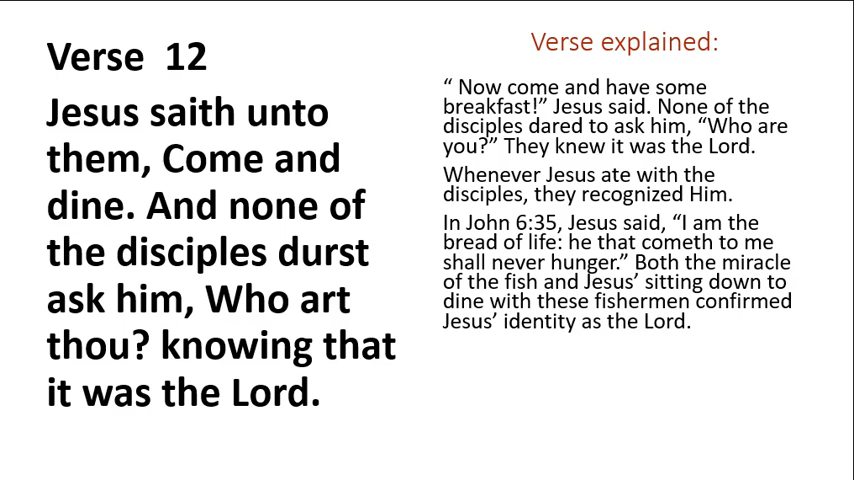 Verse  12
Jesus saith unto
them, Come and
dine. And none of
the disciples durst
ask him, Who art
thou? knowing that
it was the Lord.
Verse explained:
“ Now come and have some
breakfast!” Jesus said. None of the
disciples dared to ask him, “Who are
you?” They knew it was the Lord.
Whenever Jesus ate with the
disciples, they recognized Him.
In John 6:35, Jesus said, “I am the
bread of life: he that cometh to me
shall never hunger.” Both the miracle
of the fish and Jesus’ sitting down to
dine with these fishermen confirmed
Jesus’ identity as the Lord.